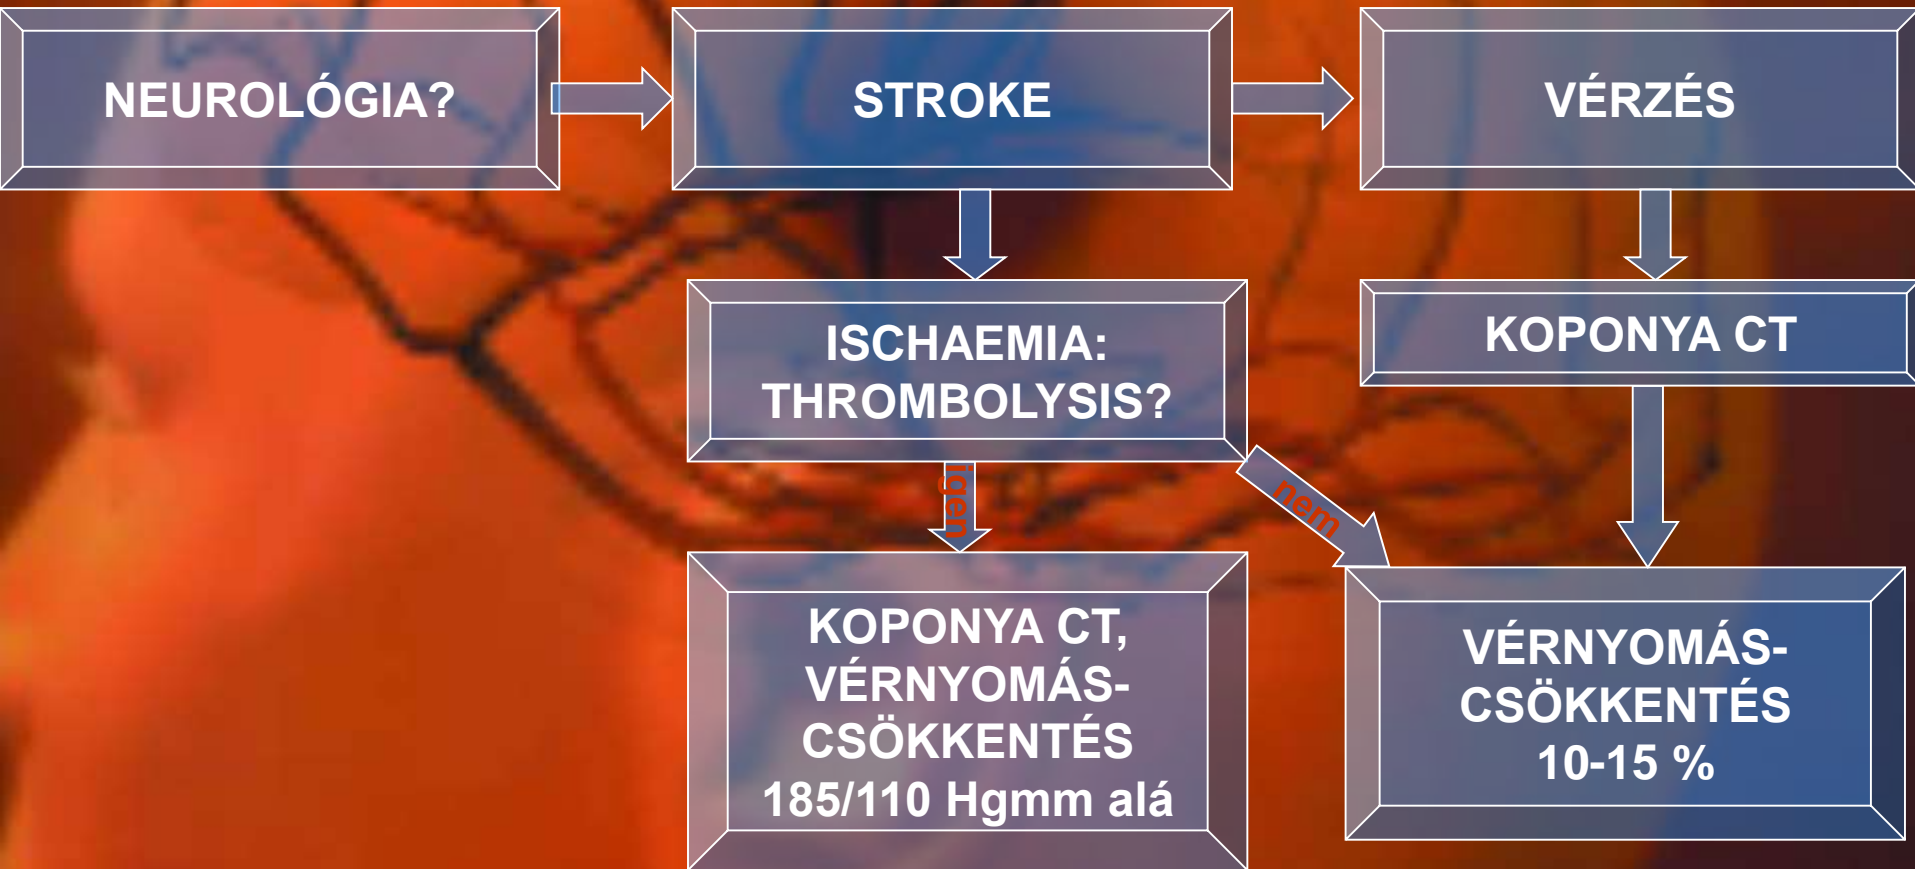 NEUROLÓGIA?
STROKE
VÉRZÉS
ISCHAEMIA:
THROMBOLYSIS?
KOPONYA CT
igen
nem
KOPONYA CT,
VÉRNYOMÁS-
CSÖKKENTÉS
185/110 Hgmm alá
VÉRNYOMÁS-
CSÖKKENTÉS
10-15 %